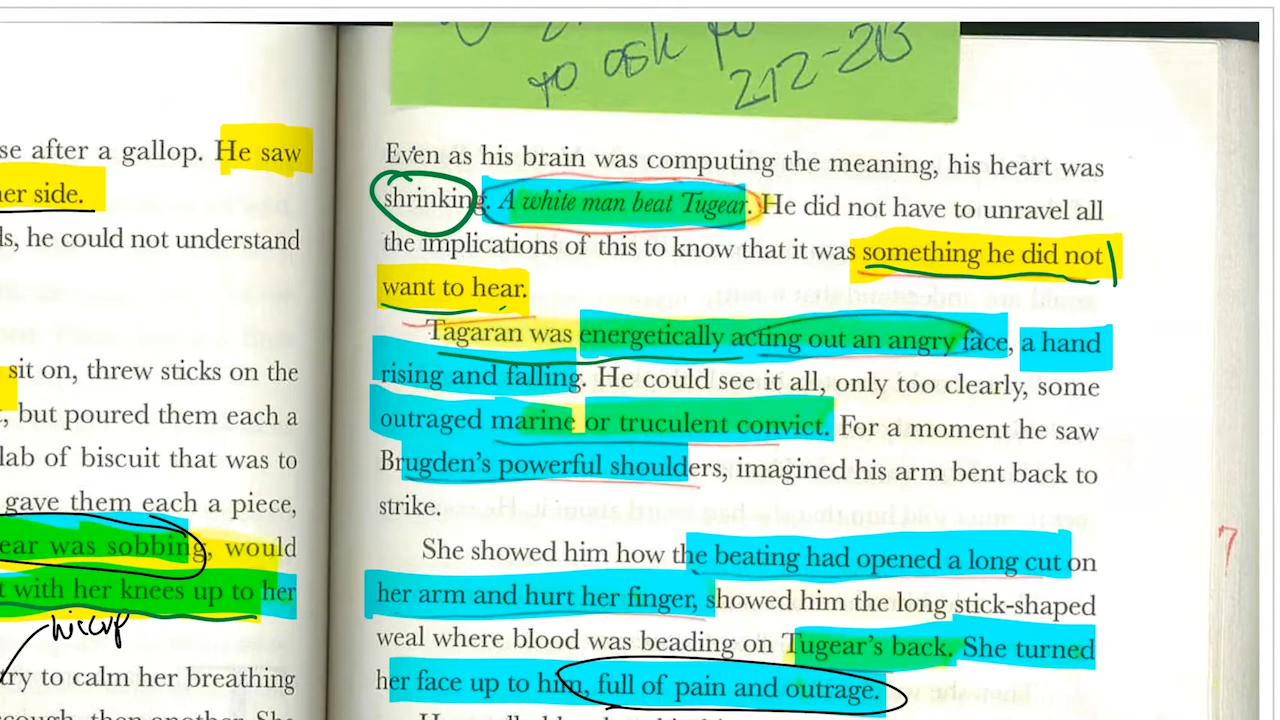 to ask
212-213
se after a gallop. He saw
er side.
ls, he could not understand
sit on, threw sticks on the
, but poured them each a
lab of biscuit that was to
gave them each a piece,
ear was sobbing, would
t with her knees up to her
hiccup
try to calm her breathing
cough, then another. She
Even as his brain was computing the meaning, his heart was
shrinking. A white man beat Tugear. He did not have to unravel all
the implications of this to know that it was something he did not
want to hear.
Tagaran was energetically acting out an angry face, a hand
rising and falling. He could see it all, only too clearly, some
outraged marine or truculent convict. For a moment he saw
Brugden's powerful shoulders, imagined his arm bent back to
strike.
She showed him how the beating had opened a long cut on
her arm and hurt her finger, showed him the long stick-shaped
weal where blood was beading on Tugear's back. She turned
her face up to him, full of pain and outrage.
7